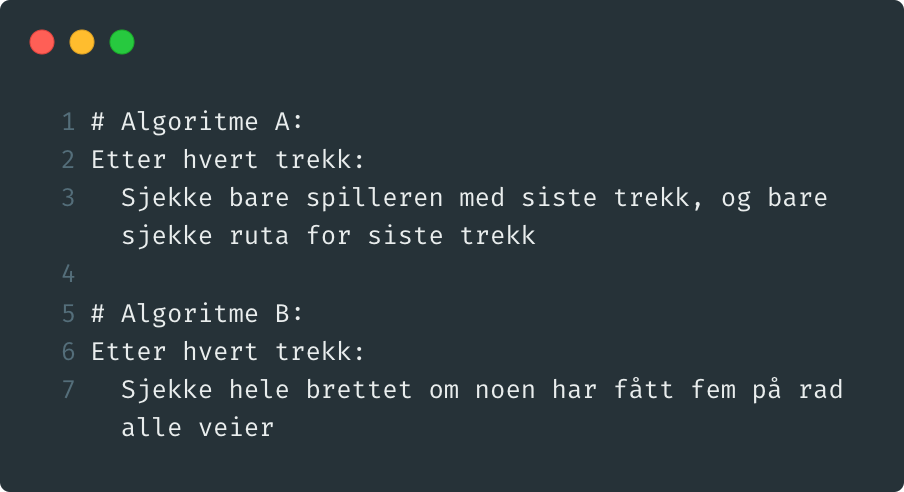 1 # Algoritme A:
2 Etter hvert trekk:
3 Sjekke bare spilleren med siste trekk, og bare
sjekke ruta for siste trekk
4
5 # Algoritme B:
6 Etter hvert trekk:
7 Sjekke hele brettet om noen har fått fem på rad
alle veier